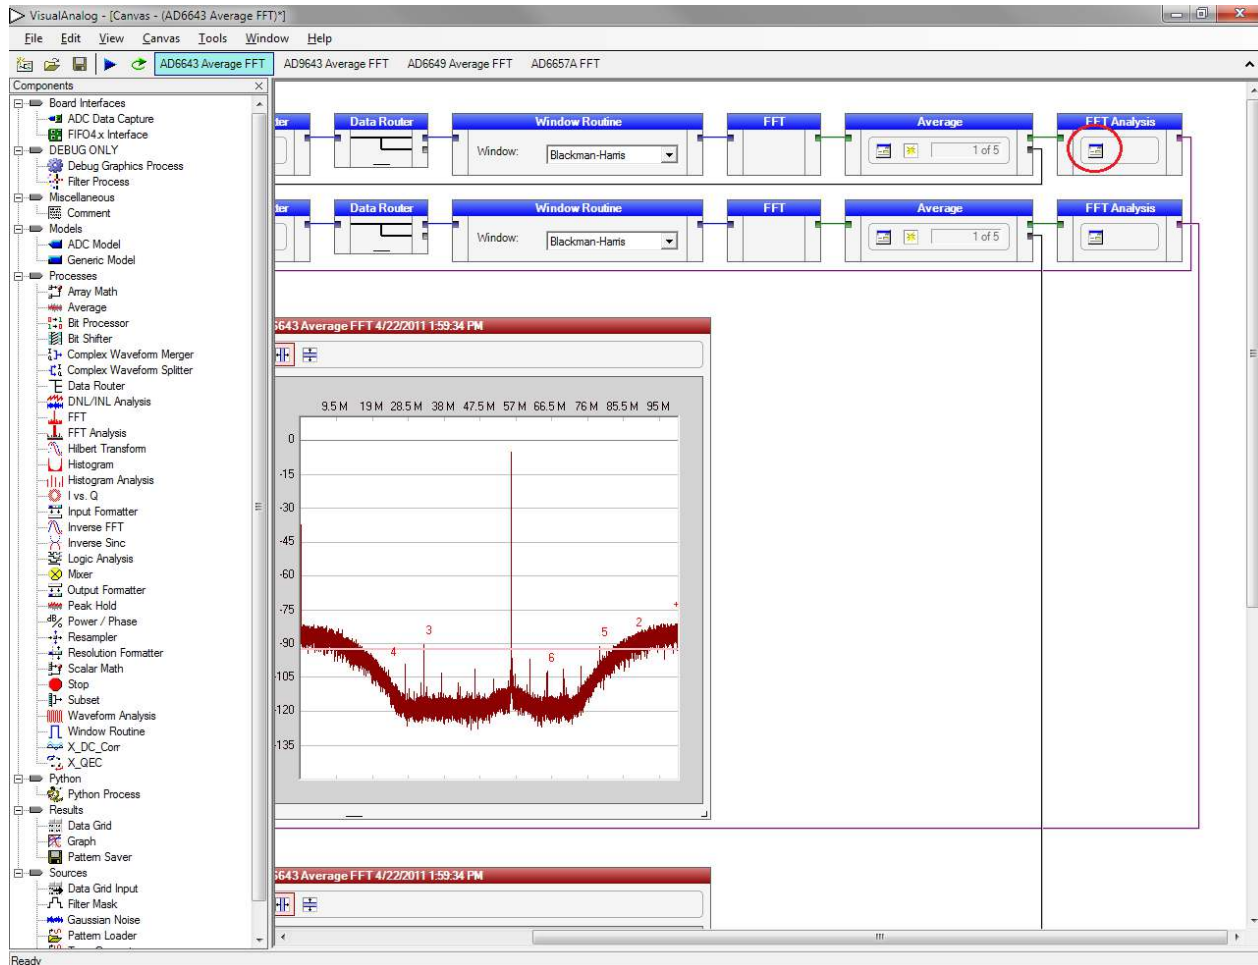 VisualAnalog - [Canvas - (AD6643 Average FFT)*]
File Edit View Canvas Tools Window Help
AD6643 Average FFT AD9643 Average FFT AD6649 Average FFT AD6657A FFT
Components
Board Interfaces
ADC Data Capture
FIFO4.x Interface
DEBUG ONLY
Debug Graphics Process
Filter Process
Miscellaneous
Comment
Models
ADC Model
Generic Model
Processes
Array Math
Average
Bit Processor
Bit Shifter
Complex Waveform Merger
Complex Waveform Splitter
Data Router
DNL/INL Analysis
FFT
FFT Analysis
Hilbert Transform
Histogram
Histogram Analysis
I vs. Q
Input Formatter
Inverse FFT
Inverse Sinc
Logic Analysis
Mixer
Output Formatter
Peak Hold
Power / Phase
Resampler
Resolution Formatter
Scalar Math
Stop
Subset
Waveform Analysis
Window Routine
X_DC_Corr
X_QEC
Python
Python Process
Results
Data Grid
Graph
Pattern Saver
Sources
Data Grid Input
Filter Mask
Gaussian Noise
Pattern Loader
Ready
ter Data Router Window Routine FFT Average FFT Analysis
Window: Blackman-Harris 1 of 5
ter Data Router Window Routine FFT Average FFT Analysis
Window: Blackman-Harris 1 of 5
6643 Average FFT 4/22/2011 1:59:34 PM
9.5 M 19 M 28.5 M 38 M 47.5 M 57 M 66.5 M 76 M 85.5 M 95 M
0
-15
-30
-45
-60
-75
+
3 5 2
-90
4 6
-105
-120
-135
6643 Average FFT 4/22/2011 1:59:34 PM